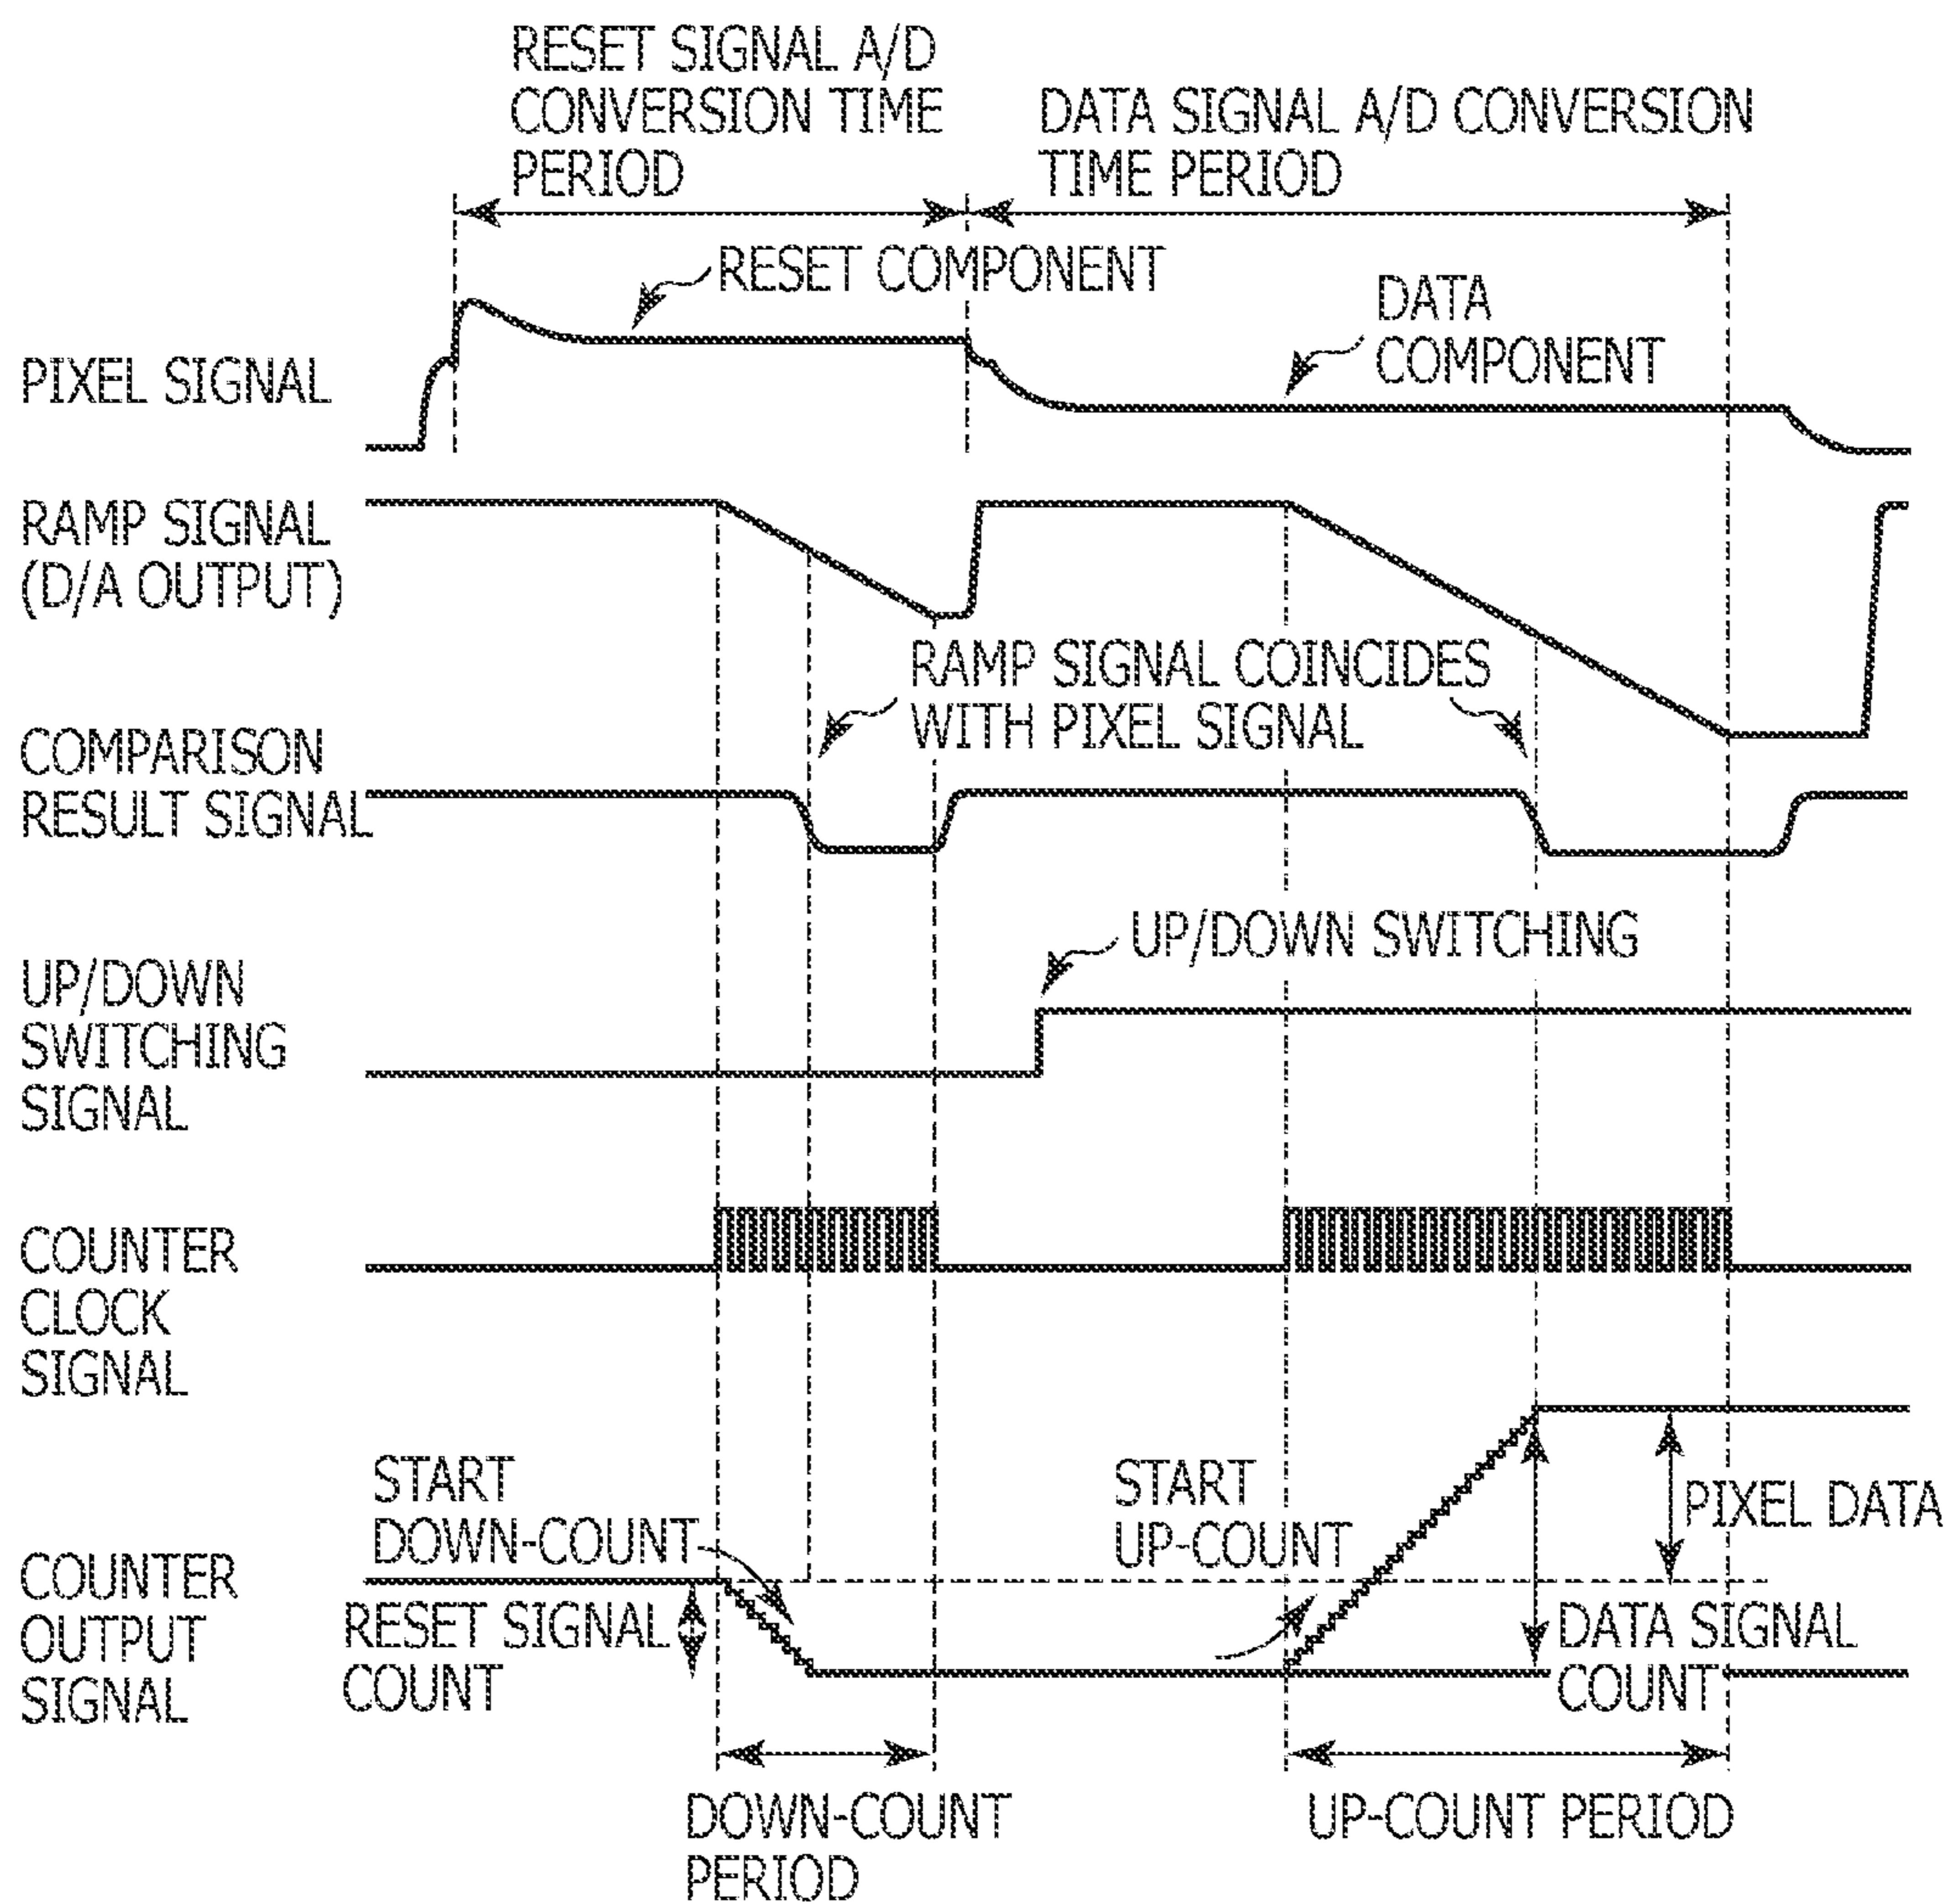 RESET SIGNAL A/D
CONVERSION TIME
PERIOD
DATA SIGNAL A/D CONVERSION
TIME PERIOD
RESET COMPONENT
DATA
COMPONENT
PIXEL SIGNAL
RAMP SIGNAL
(D/A OUTPUT)
RAMP SIGNAL COINCIDES
WITH PIXEL SIGNAL
COMPARISON
RESULT SIGNAL
UP/DOWN SWITCHING
UP/DOWN
SWITCHING
SIGNAL
COUNTER
CLOCK
SIGNAL
START
DOWN-COUNT
START
UP-COUNT
PIXEL DATA
COUNTER
OUTPUT
SIGNAL
RESET SIGNAL
COUNT
DATA SIGNAL
COUNT
DOWN-COUNT
PERIOD
UP-COUNT PERIOD